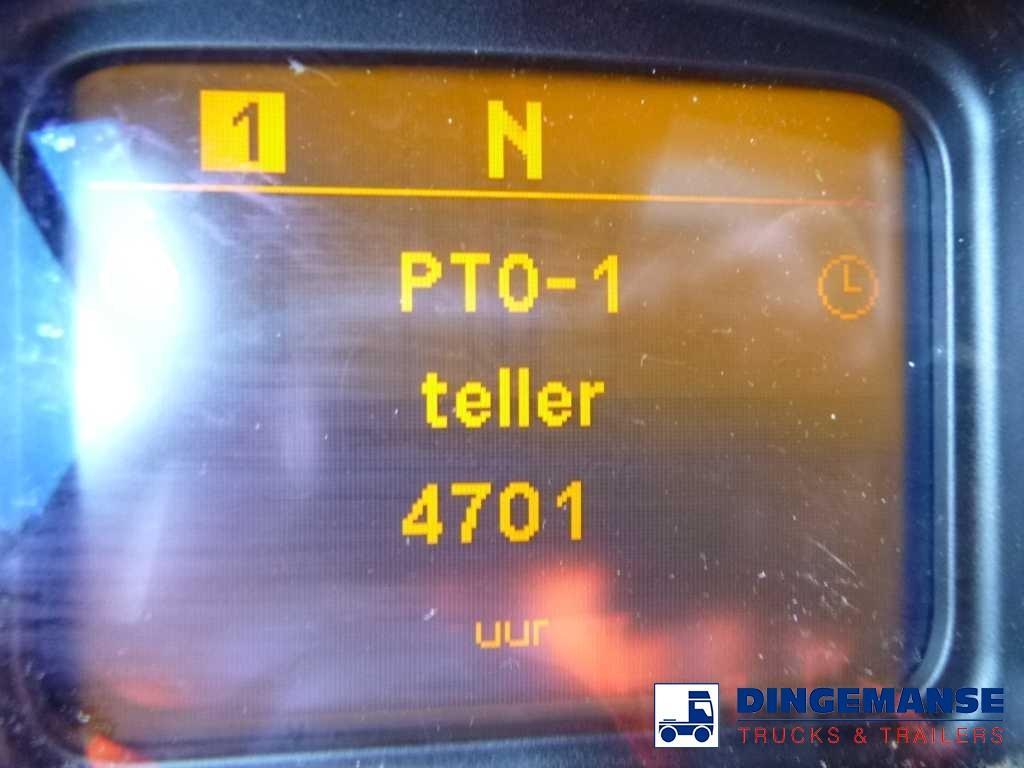 1 N
PTO-1
teller
4701
uur
DINGEMANSE
TRUCKS & TRAILERS